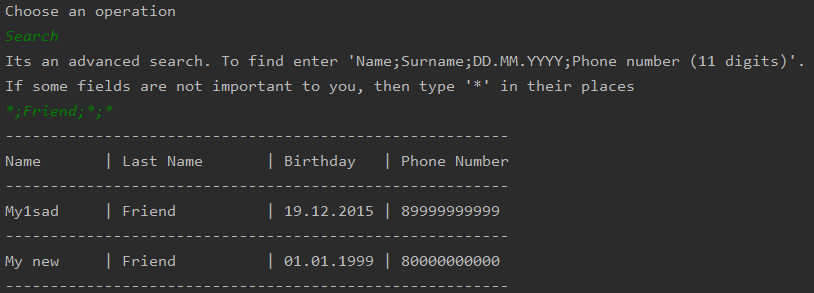 Choose an operation
Search
Its an advanced search. To find enter 'Name;Surname;DD.MM.YYYY;Phone number (11 digits)'.
If some fields are not important to you, then type '*' in their places
*;Friend;*;*
--------------------------------------------------------
Name       | Last Name       | Birthday   | Phone Number
--------------------------------------------------------
My1sad     | Friend          | 19.12.2015 | 89999999999
--------------------------------------------------------
My new     | Friend          | 01.01.1999 | 80000000000
--------------------------------------------------------